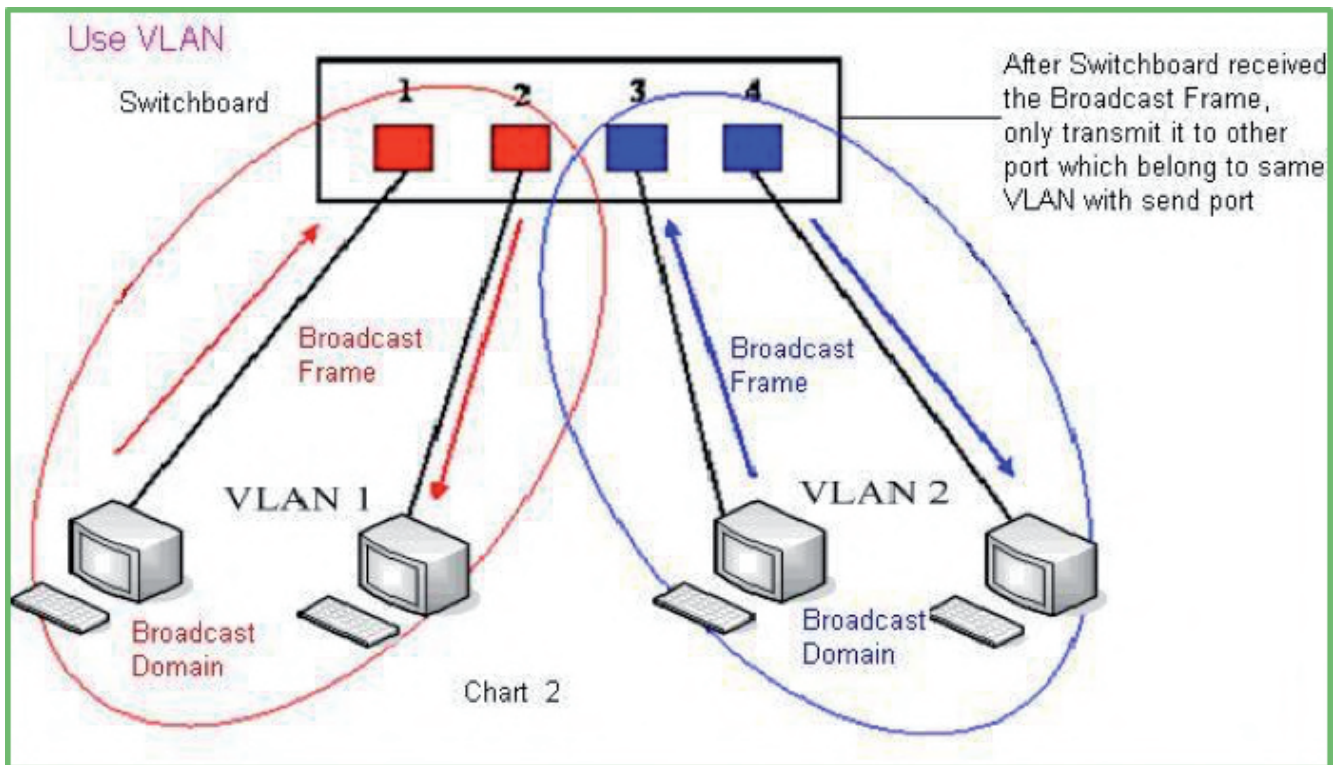 Use VLAN
Switchboard
1 2 3 4
After Switchboard received
the Broadcast Frame,
only transmit it to other
port which belong to same
VLAN with send port
Broadcast
Frame
Broadcast
Frame
VLAN 1
VLAN 2
Broadcast
Domain
Broadcast
Domain
Chart 2